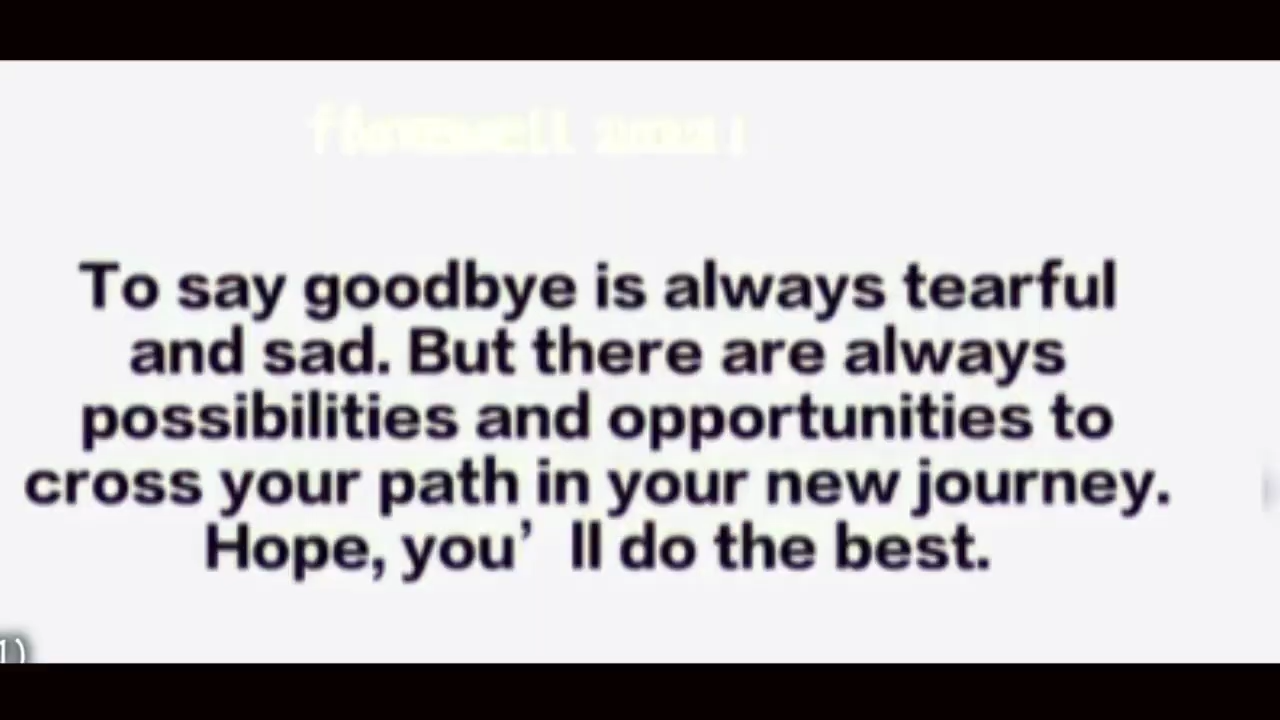 To say goodbye is always tearful
and sad. But there are always
possibilities and opportunities to
cross your path in your new journey.
Hope, you’ ll do the best.
1)